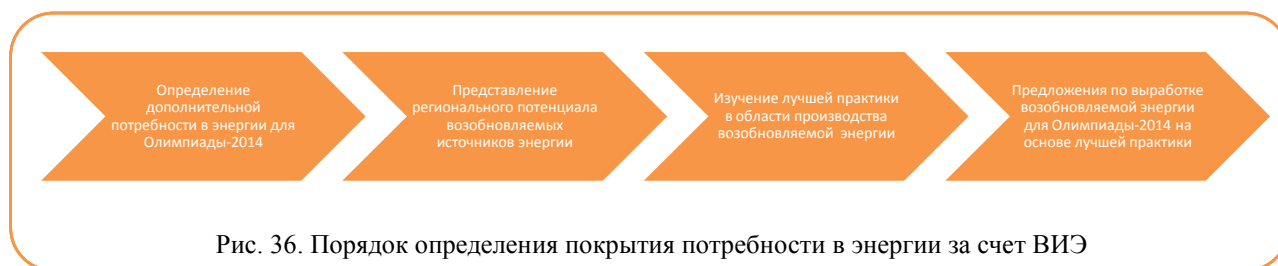 Определение
дополнительной
потребности в энергии для
Олимпиады-2014
Представление
регионального потенциала
возобновляемых
источников энергии
Изучение лучшей практики
в области производства
возобновляемой энергии
Предложения по выработке
возобновляемой энергии
для Олимпиады-2014 на
основе лучшей практики
Рис. 36. Порядок определения покрытия потребности в энергии за счет ВИЭ